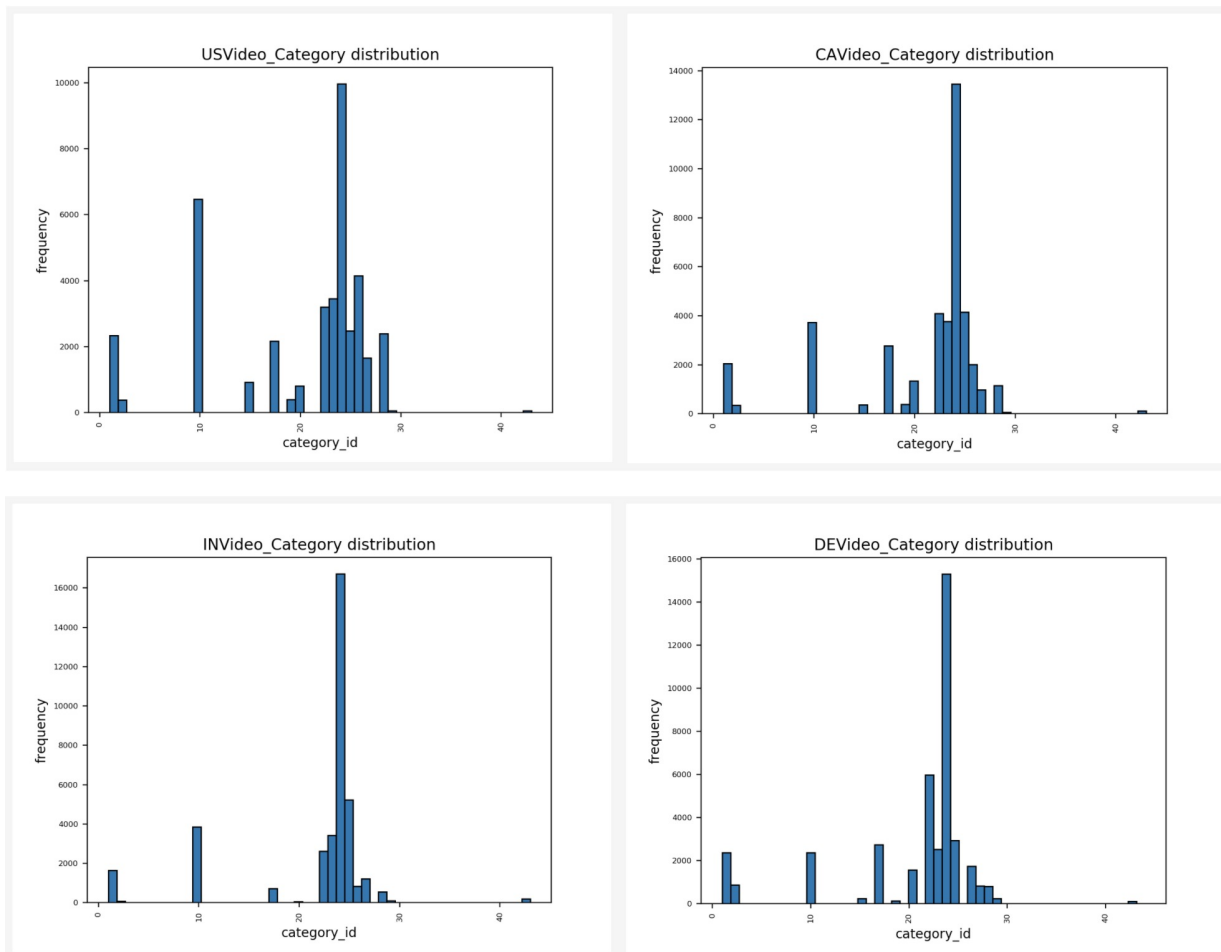 USVideo_Category distribution
10000
8000
6000
4000
2000
0
frequency
0 10 20 30 40
category_id
CAVideo_Category distribution
14000
12000
10000
8000
6000
4000
2000
0
frequency
0 10 20 30 40
category_id
INVideo_Category distribution
16000
14000
12000
10000
8000
6000
4000
2000
0
frequency
0 10 20 30 40
category_id
DEVideo_Category distribution
16000
14000
12000
10000
8000
6000
4000
2000
0
frequency
0 10 20 30 40
category_id